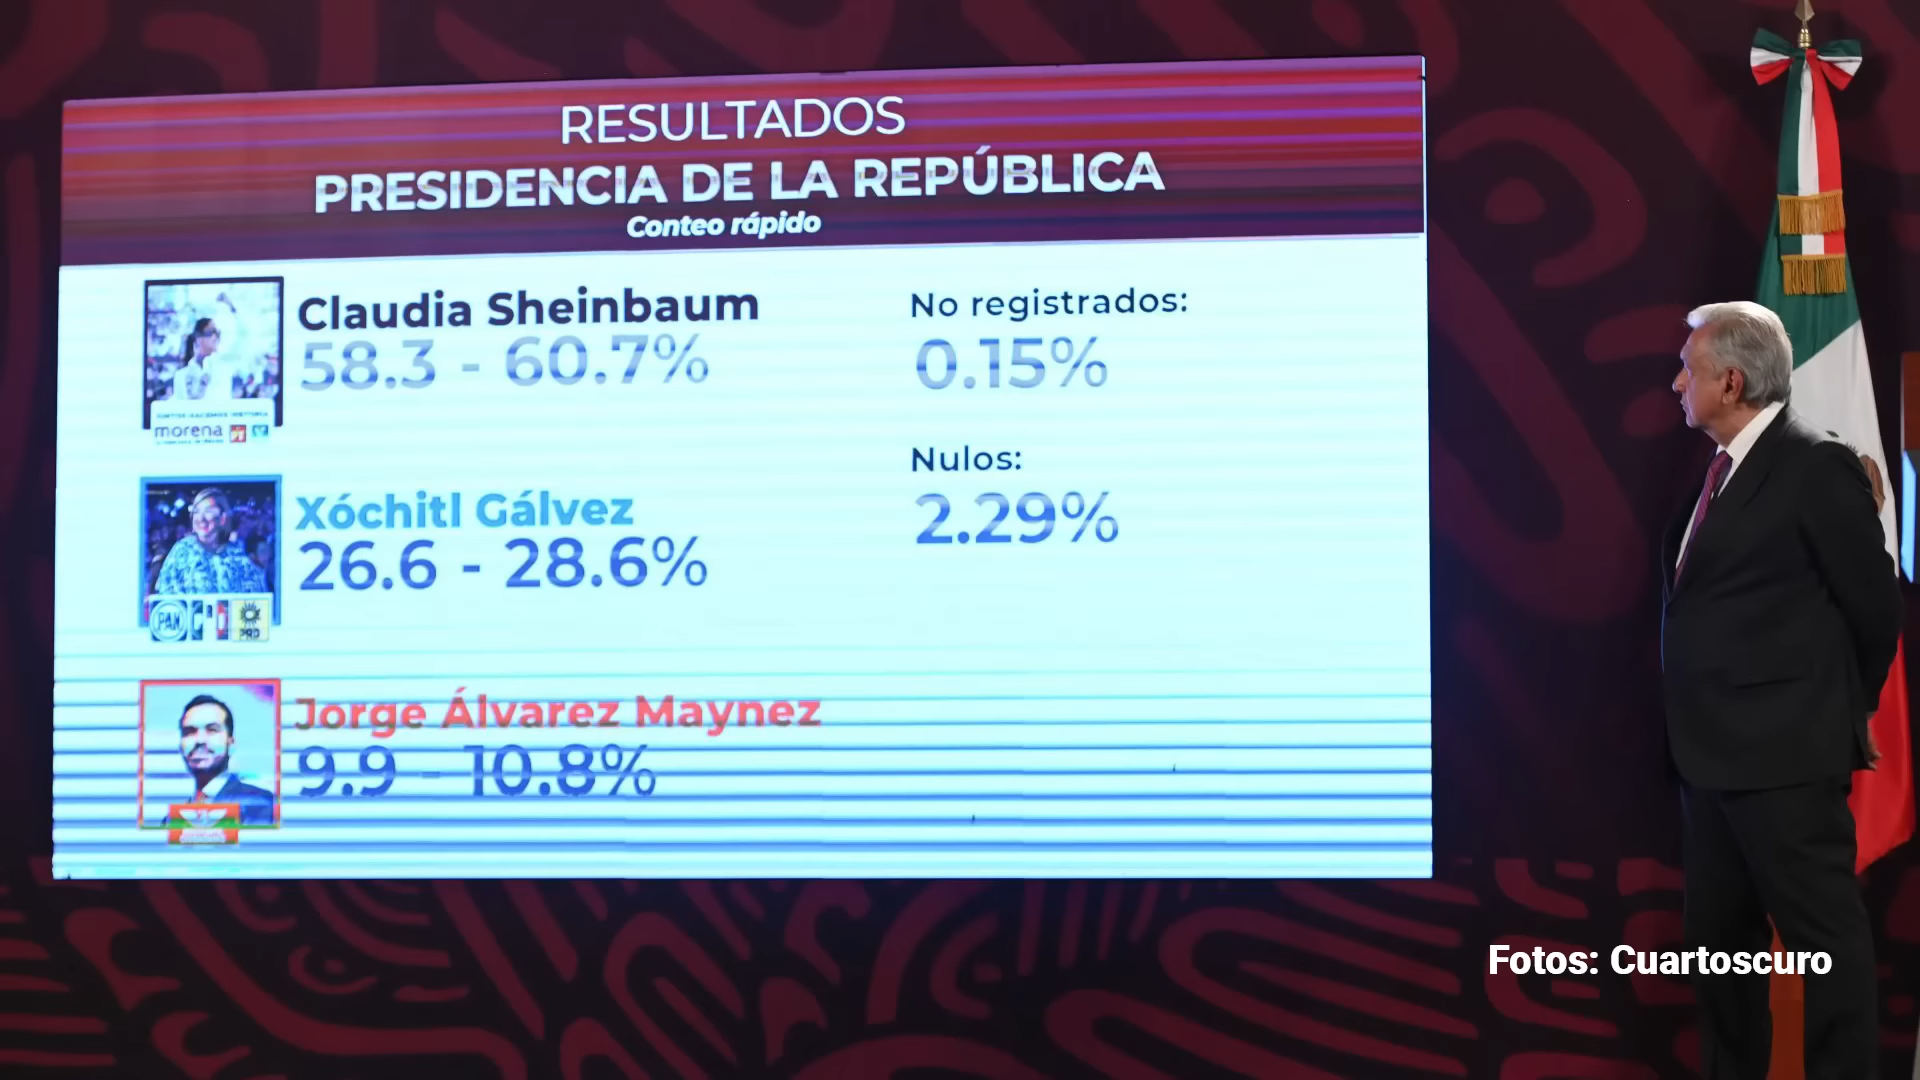 RESULTADOS
PRESIDENCIA DE LA REPÚBLICA
Conteo rápido
Claudia Sheinbaum
58.3 - 60.7%
morena
Xóchitl Gálvez
26.6 - 28.6%
PAN
PRD
Jorge Álvarez Maynez
9.9 - 10.8%
No registrados:
0.15%
Nulos:
2.29%
Fotos: Cuartoscuro